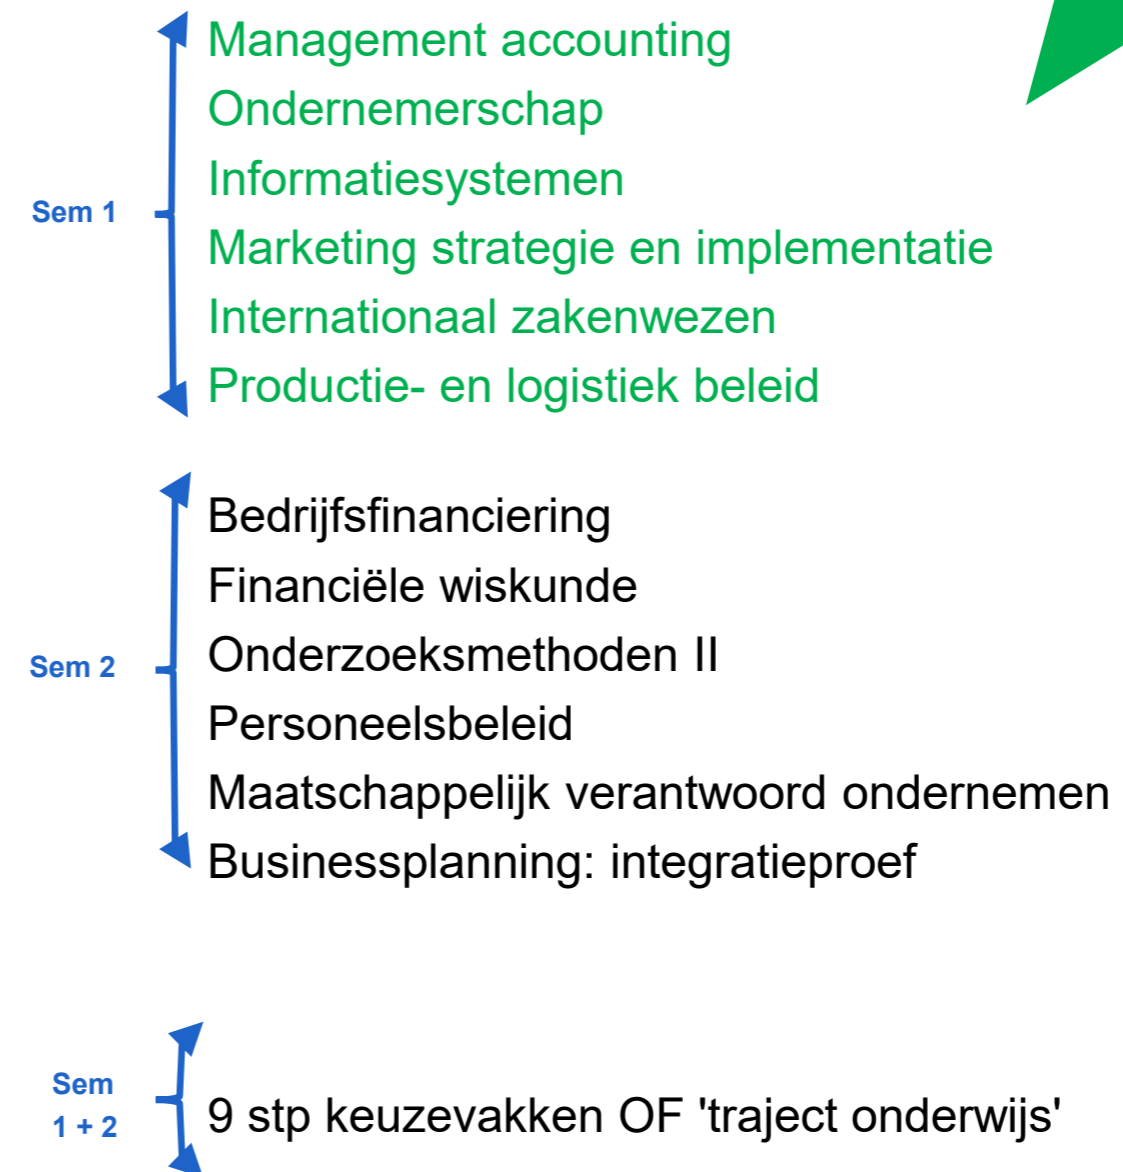 Management accounting
Ondernemerschap
Informatiesystemen
Sem 1
Marketing strategie en implementatie
Internationaal zakenwezen
Productie- en logistiek beleid
Bedrijfsfinanciering
Financiële wiskunde
Onderzoeksmethoden II
Sem 2
Personeelsbeleid
Maatschappelijk verantwoord ondernemen
Businessplanning: integratieproef
Sem
1 + 2
9 stp keuzevakken OF 'traject onderwijs'